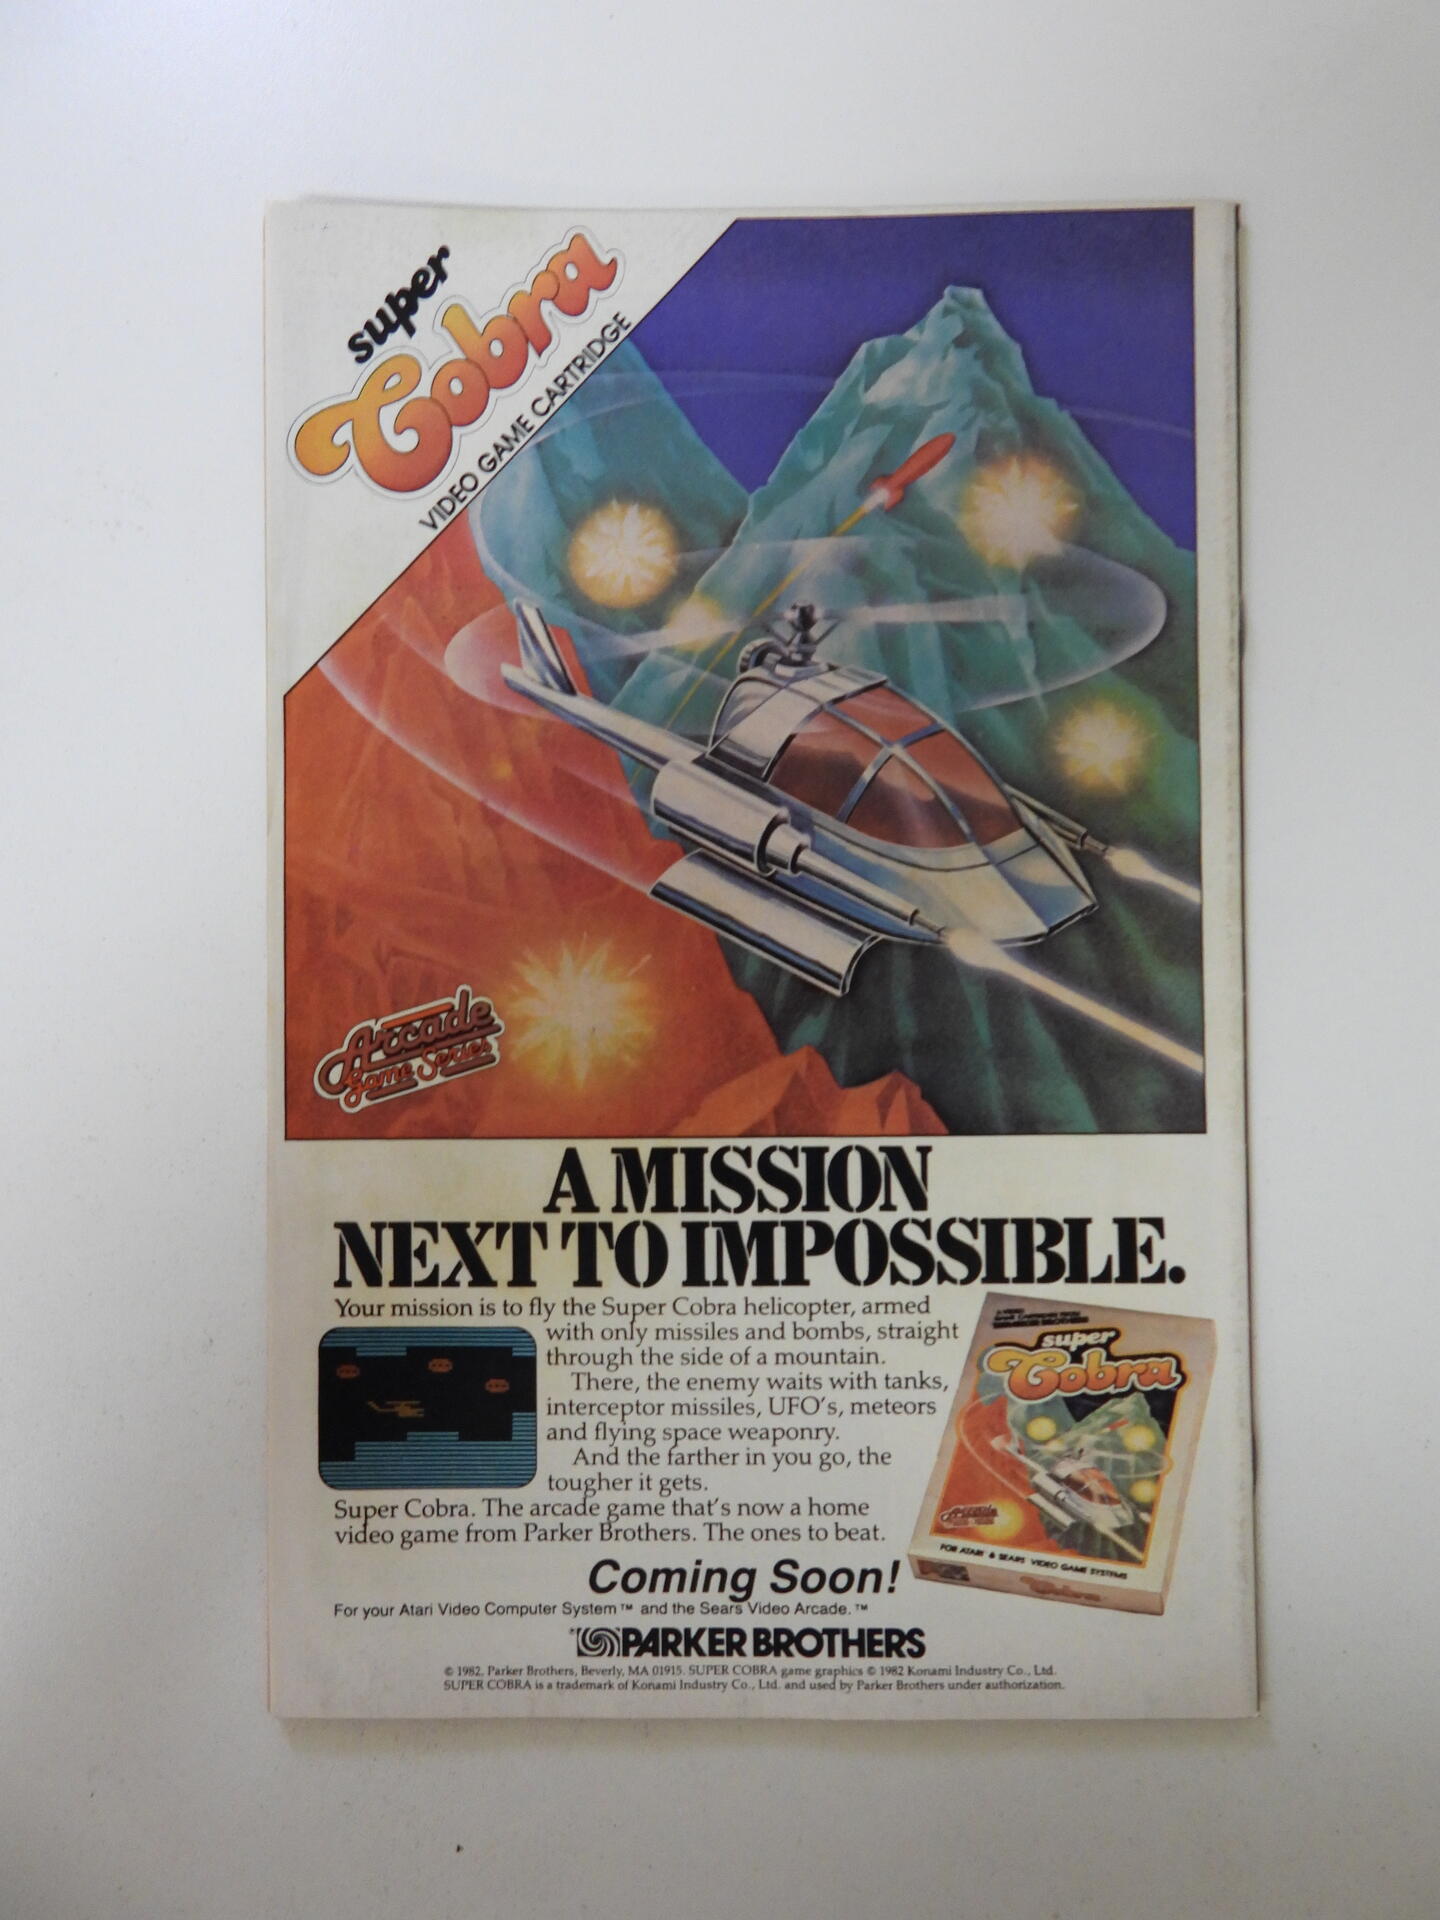 super
Cobra
VIDEO GAME CARTRIDGE
Arcade
Game Series
A MISSION
NEXT TO IMPOSSIBLE.
Your mission is to fly the Super Cobra helicopter, armed
with only missiles and bombs, straight
through the side of a mountain.
There, the enemy waits with tanks,
interceptor missiles, UFO's, meteors
and flying space weaponry.
And the farther in you go, the
tougher it gets.
Super Cobra. The arcade game that's now a home
video game from Parker Brothers. The ones to beat.
super
Cobra
FOR ATARI & SEARS VIDEO GAME SYSTEMS
Coming Soon!
For your Atari Video Computer System™ and the Sears Video Arcade.™
PARKER BROTHERS
© 1982, Parker Brothers, Beverly, MA 01915. SUPER COBRA game graphics © 1982 Konami Industry Co., Ltd.
SUPER COBRA is a trademark of Konami Industry Co., Ltd. and used by Parker Brothers under authorization.